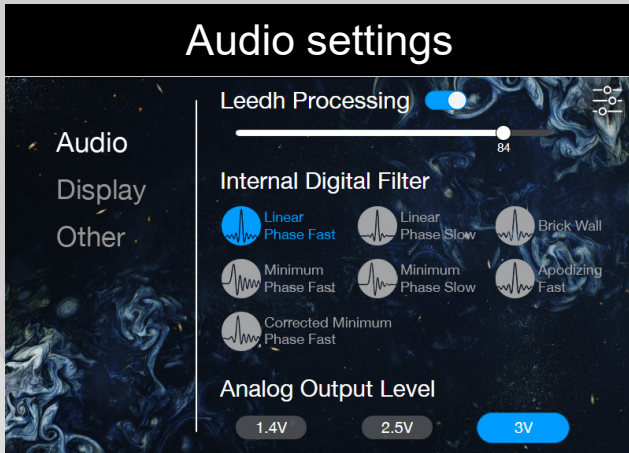 Audio settings
Audio
Display
Other
Leedh Processing
84
Internal Digital Filter
Linear
Phase Fast
Linear
Phase Slow
Brick Wall
Minimum
Phase Fast
Minimum
Phase Slow
Apodizing
Fast
Corrected Minimum
Phase Fast
Analog Output Level
1.4V
2.5V
3V